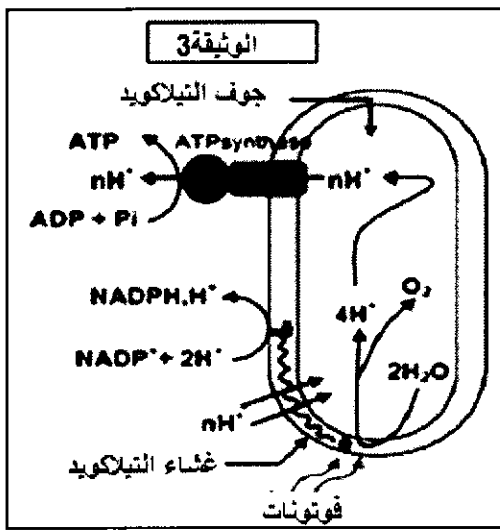 الوثيقة3
جوف التيلاكويد
ATP
ATPsynthase
nH⁺
nH⁺
ADP + Pi
NADPH,H⁺
NADP⁺+ 2H⁺
4H⁺
O₂
2H₂O
nH⁺
غشاء التيلاكويد
فوتونات